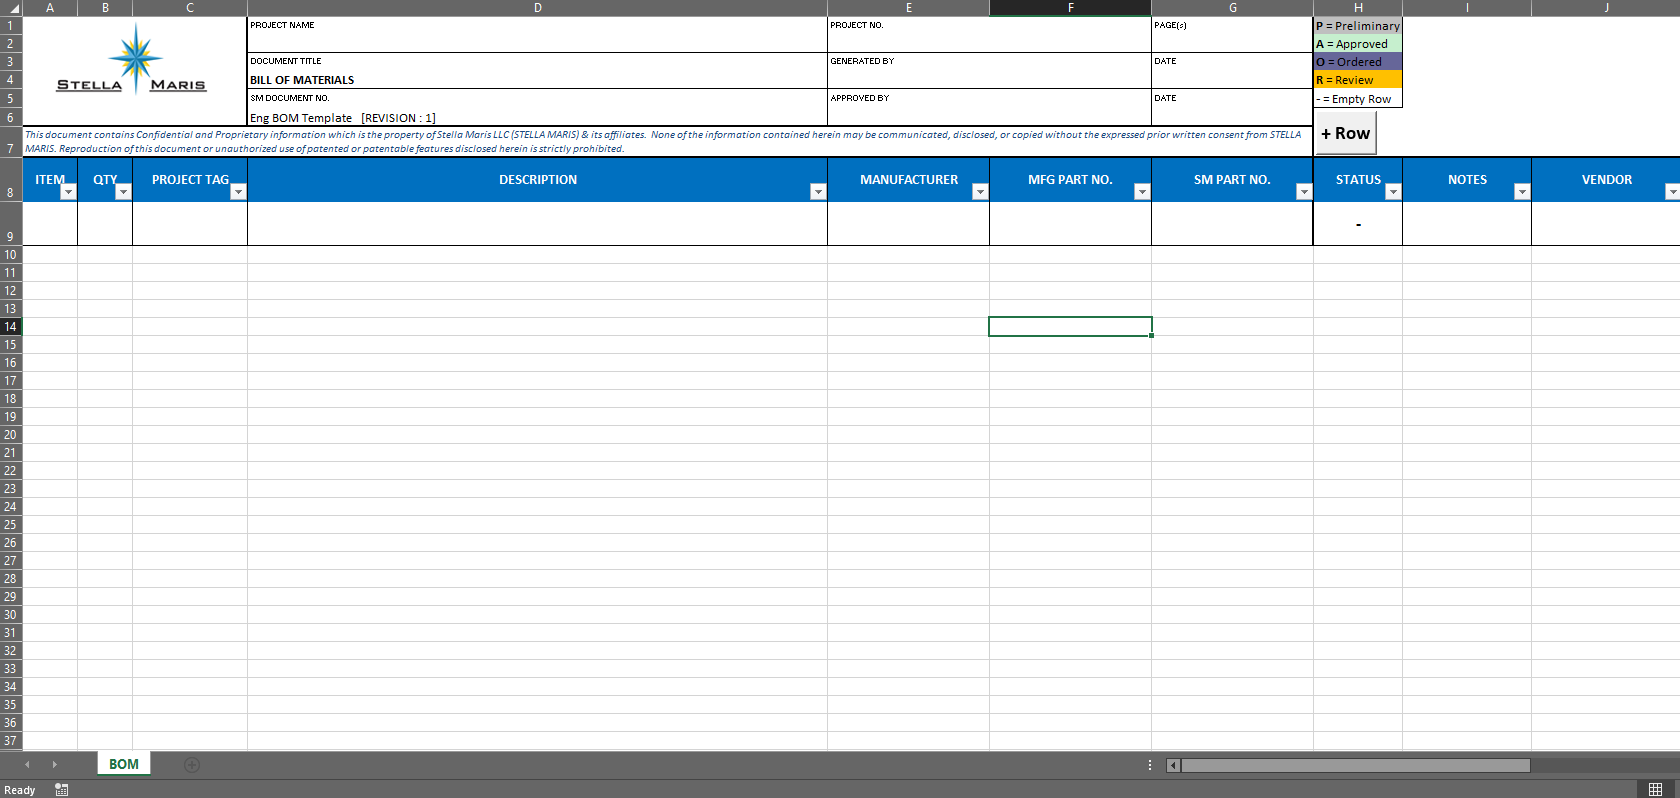 A B C D E F G H I J
1 PROJECT NAME PROJECT NO. PAGE(s) P = Preliminary
2 A = Approved
3 DOCUMENT TITLE GENERATED BY DATE O = Ordered
STELLA MARIS
4 BILL OF MATERIALS R = Review
5 SM DOCUMENT NO. APPROVED BY DATE - = Empty Row
6 Eng BOM Template [REVISION : 1]
This document contains Confidential and Proprietary information which is the property of Stella Maris LLC (STELLA MARIS) & its affiliates. None of the information contained herein may be communicated, disclosed, or copied without the expressed prior written consent from STELLA
7 MARIS. Reproduction of this document or unauthorized use of patented or patentable features disclosed herein is strictly prohibited.
+ Row
8 ITEM QTY PROJECT TAG DESCRIPTION MANUFACTURER MFG PART NO. SM PART NO. STATUS NOTES VENDOR
9 -
10
11
12
13
14
15
16
17
18
19
20
21
22
23
24
25
26
27
28
29
30
31
32
33
34
35
36
37
BOM
Ready